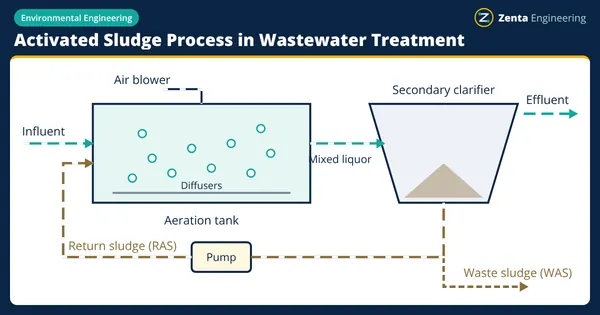 Environmental Engineering
Zenta Engineering
Activated Sludge Process in Wastewater Treatment
Air blower
Secondary clarifier
Effluent
Influent
Mixed liquor
Diffusers
Aeration tank
Return sludge (RAS)
Pump
Waste sludge (WAS)